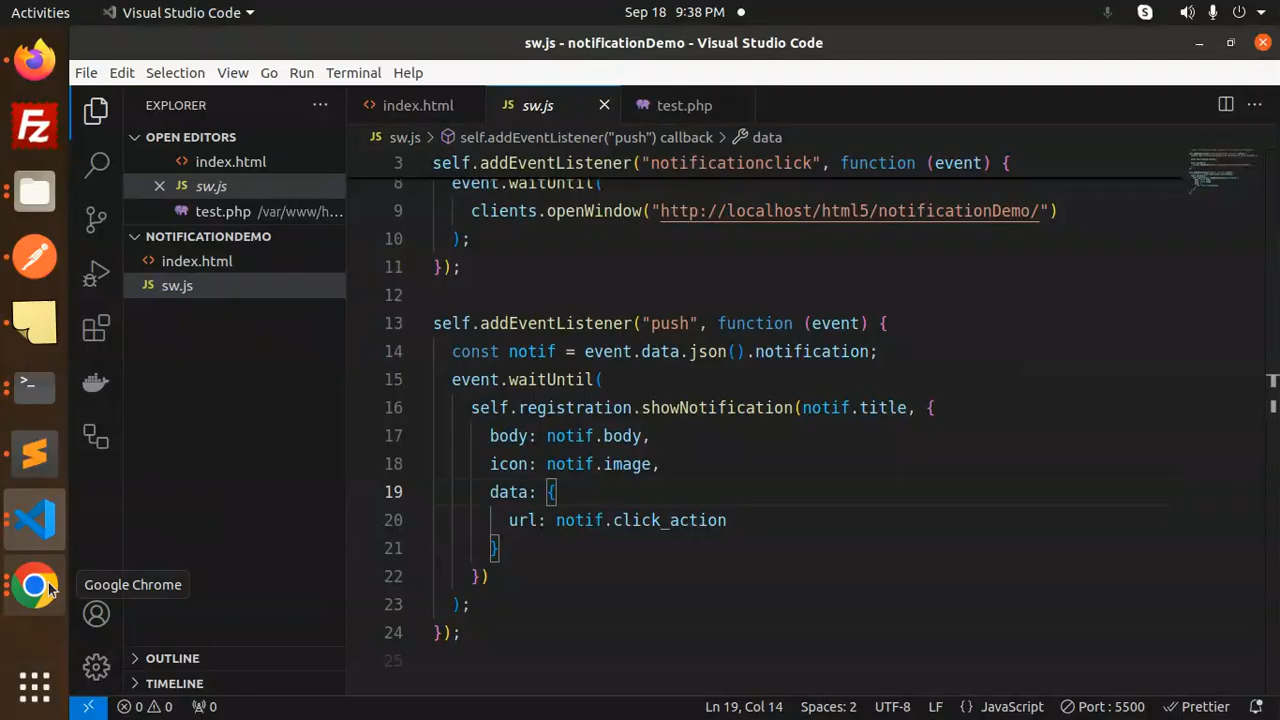 Activities
Visual Studio Code
Sep 18 9:38 PM
S
sw.js - notificationDemo - Visual Studio Code
File Edit Selection View Go Run Terminal Help
EXPLORER
OPEN EDITORS
<> index.html
JS sw.js
test.php /var/www/h...
NOTIFICATIONDEMO
<> index.html
JS sw.js
OUTLINE
TIMELINE
Fz
>_
Google Chrome
<> index.html
JS sw.js
test.php
JS sw.js > self.addEventListener("push") callback > data
3 self.addEventListener("notificationclick", function (event) {
8 event.waitUntil(
9 clients.openWindow("http://localhost/html5/notificationDemo/")
10 );
11 });
12
13 self.addEventListener("push", function (event) {
14 const notif = event.data.json().notification;
15 event.waitUntil(
16 self.registration.showNotification(notif.title, {
17 body: notif.body,
18 icon: notif.image,
19 data: {
20 url: notif.click_action
21 }
22 })
23 );
24 });
25
0 0 0
Ln 19, Col 14 Spaces: 2 UTF-8 LF {} JavaScript Port : 5500 Prettier